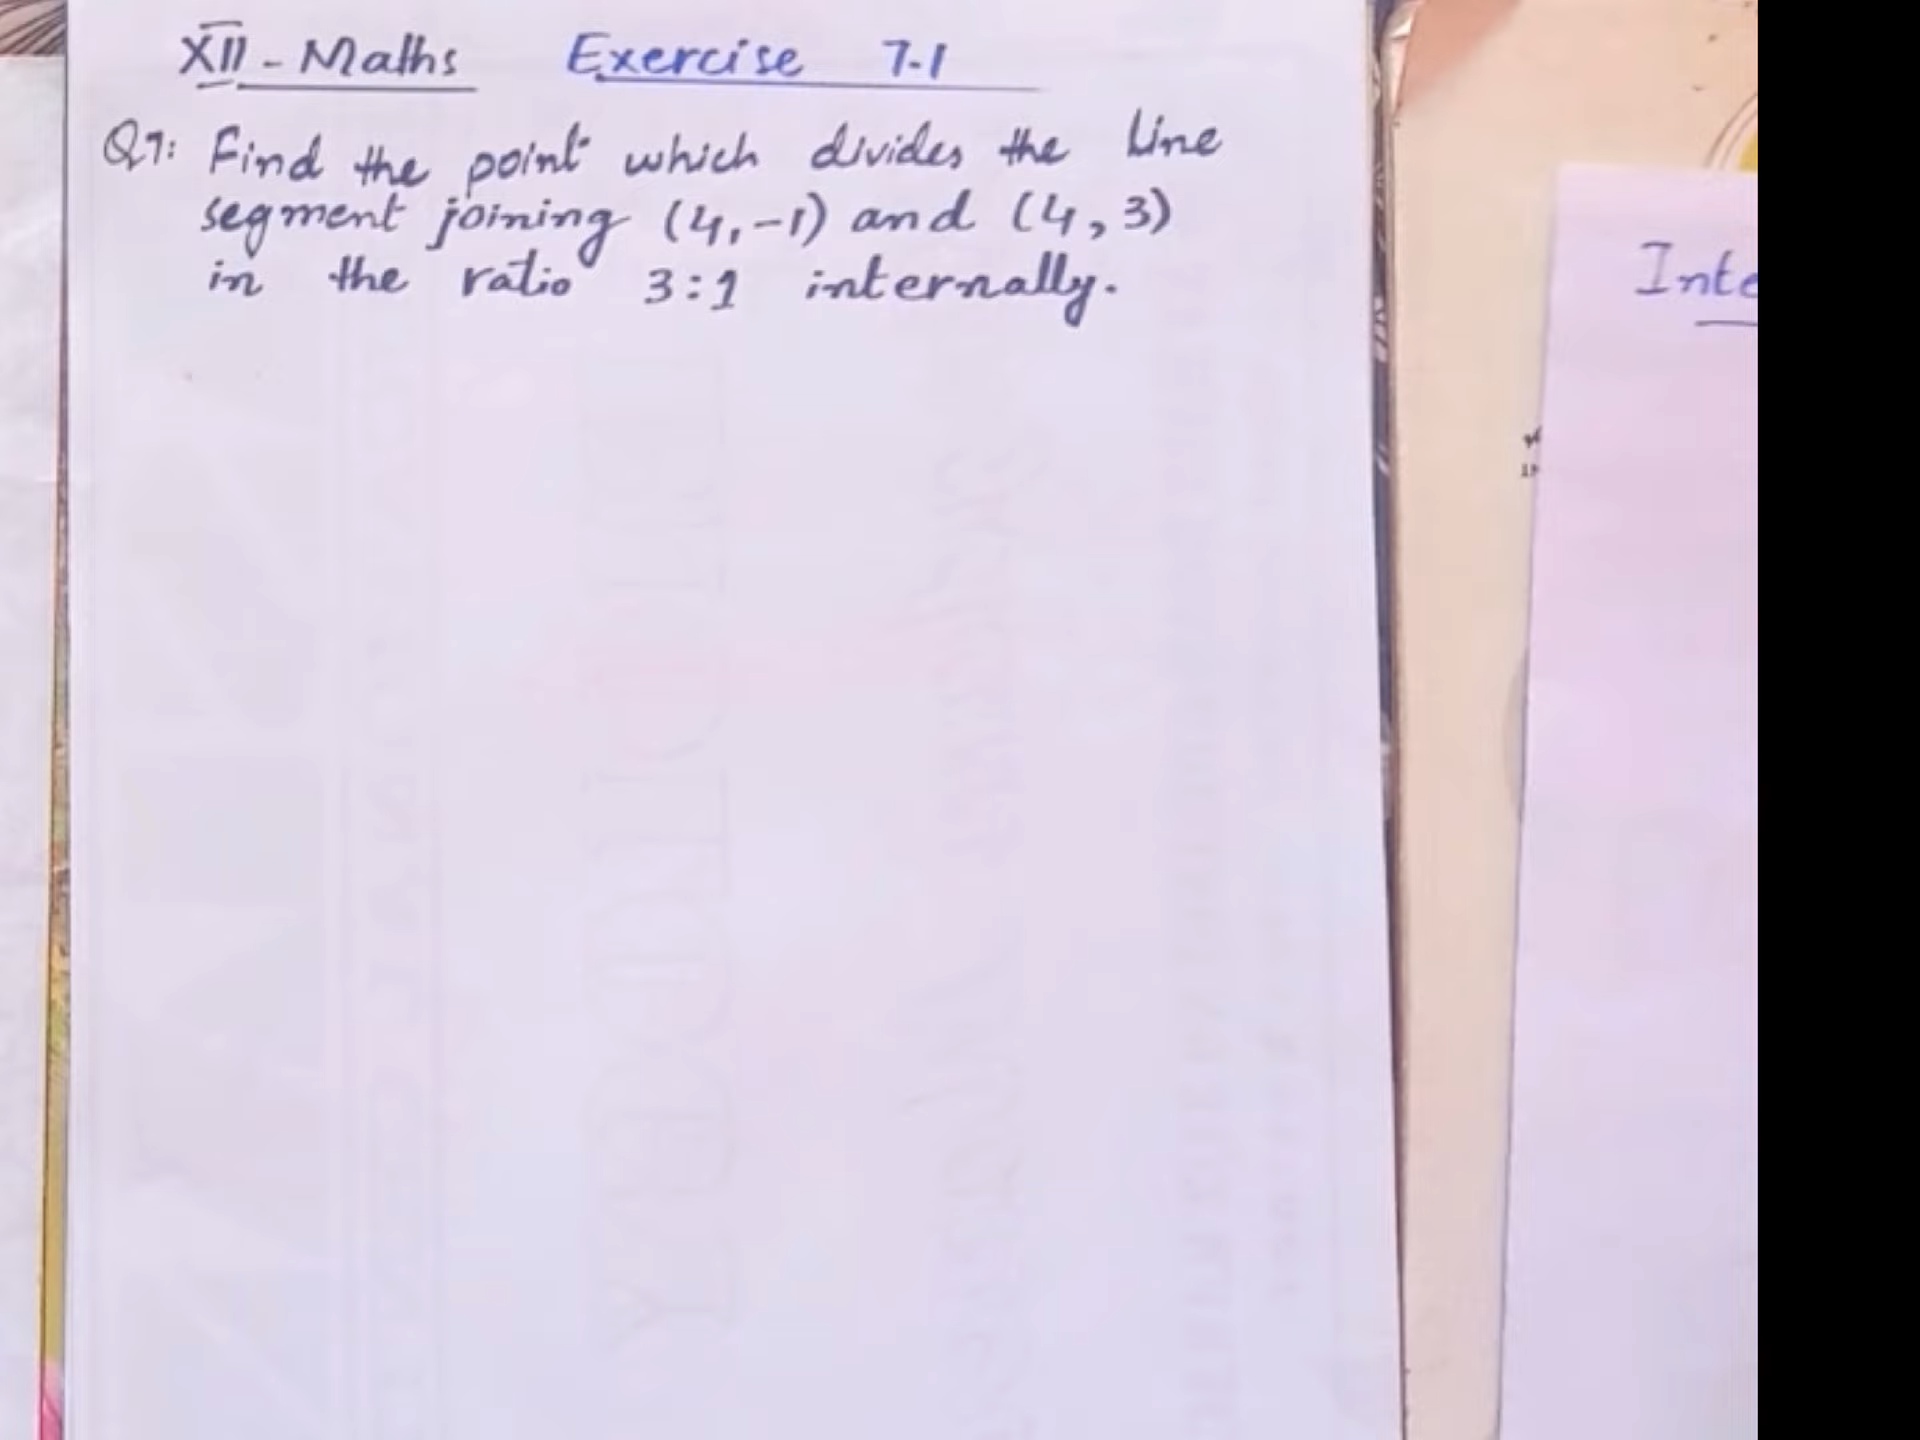 XII - Maths Exercise 7.1
Q7: Find the point which divides the line
segment joining (4,-1) and (4,3)
in the ratio 3:1 internally.
Inte